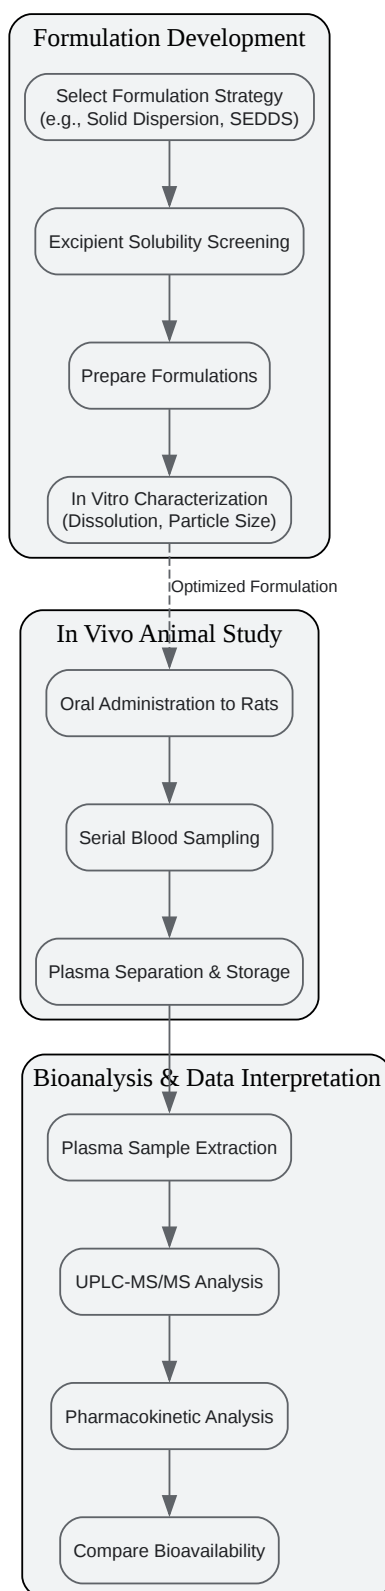 Formulation Development
Select Formulation Strategy
(e.g., Solid Dispersion, SEDDS)
Excipient Solubility Screening
Prepare Formulations
In Vitro Characterization
(Dissolution, Particle Size)
Optimized Formulation
In Vivo Animal Study
Oral Administration to Rats
Serial Blood Sampling
Plasma Separation & Storage
Bioanalysis & Data Interpretation
Plasma Sample Extraction
UPLC-MS/MS Analysis
Pharmacokinetic Analysis
Compare Bioavailability